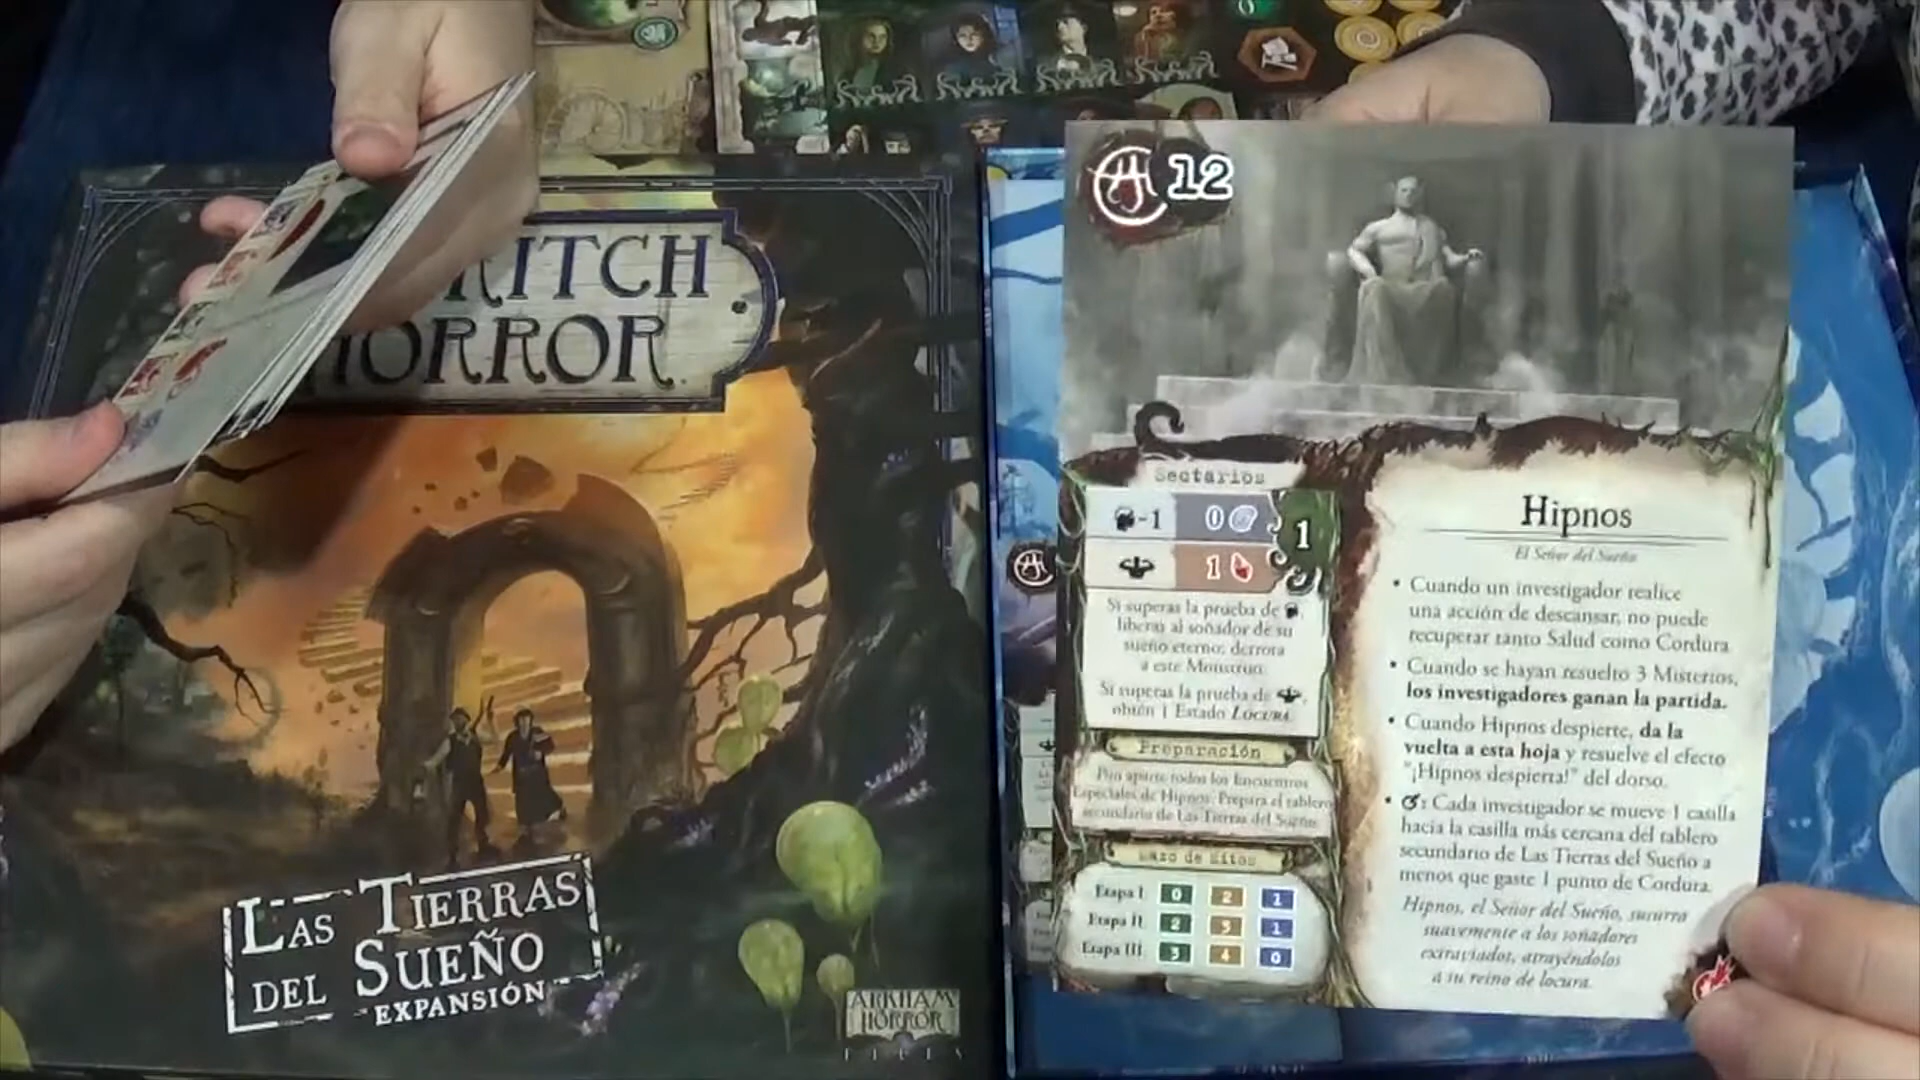 RITCH
HORROR
LAS TIERRAS
DEL SUEÑO
EXPANSIÓN
ARKHAM
HORROR
FILES
12
Sectarios
-1 0
1
1
Si superas la prueba de
liberas al soñador de su
sueño eterno; derrota
a este Monstruo.
Si superas la prueba de
obtén 1 Estado LOCURA.
Preparación
Pon aparte todos los Encuentros
Especiales de Hipnos. Prepara el tablero
secundario de Las Tierras del Sueño.
Mazo de Mitos
Etapa I 0 2 1
Etapa II 2 3 1
Etapa III 3 4 0
Hipnos
El Señor del Sueño
• Cuando un investigador realice
una acción de descansar, no puede
recuperar tanto Salud como Cordura.
• Cuando se hayan resuelto 3 Misterios,
los investigadores ganan la partida.
• Cuando Hipnos despierte, da la
vuelta a esta hoja y resuelve el efecto
"¡Hipnos despierta!" del dorso.
• : Cada investigador se mueve 1 casilla
hacia la casilla más cercana del tablero
secundario de Las Tierras del Sueño a
menos que gaste 1 punto de Cordura.
Hipnos, el Señor del Sueño, susurra
suavemente a los soñadores
extraviados, atrayéndolos
a su reino de locura.